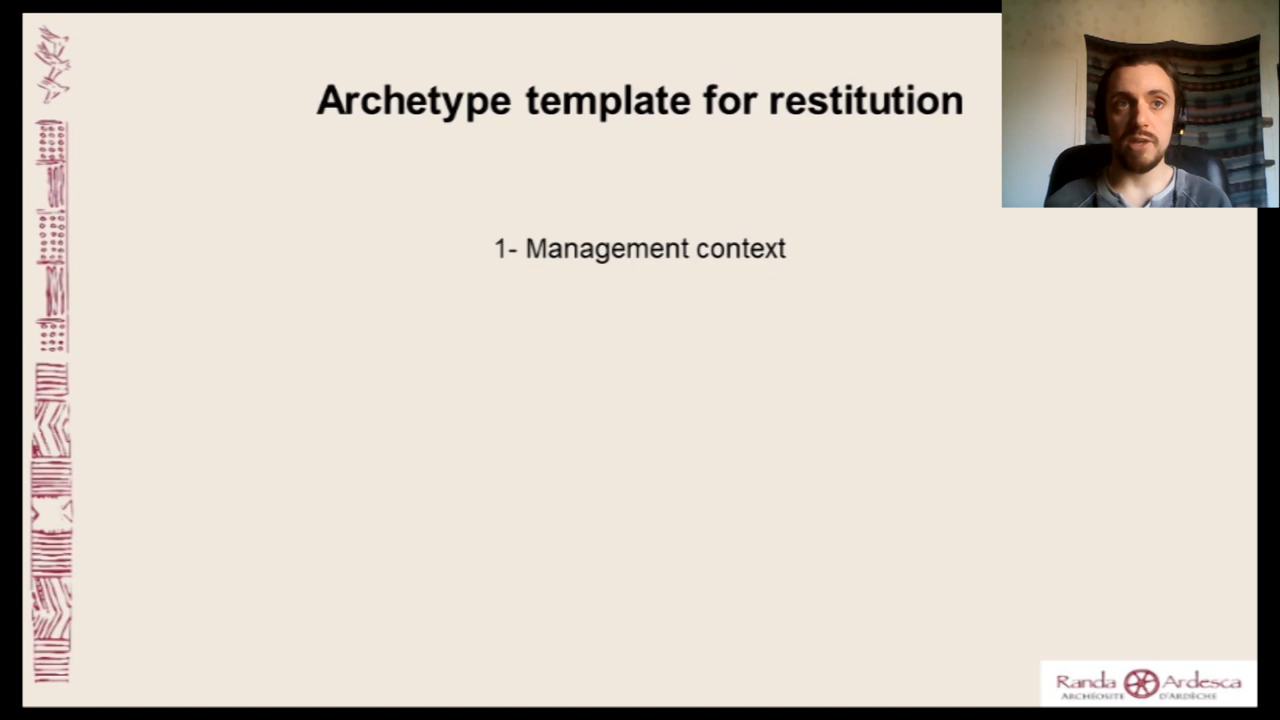 Archetype template for restitution
1- Management context
Randa Ardesca
ARCHÉOSITE D'ARDÈCHE